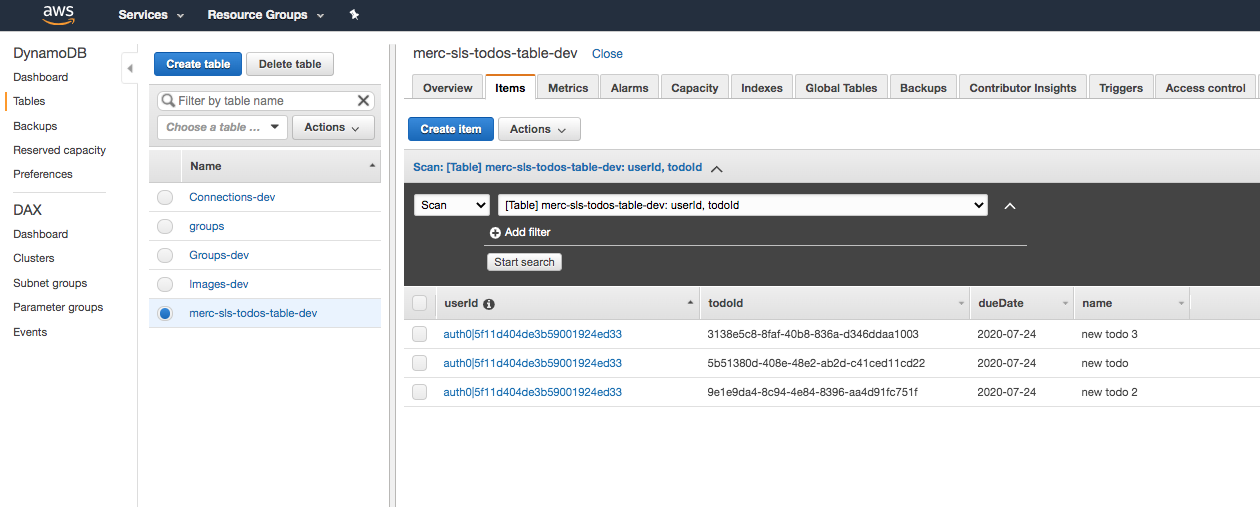 aws Services Resource Groups
DynamoDB
Dashboard
Tables
Backups
Reserved capacity
Preferences
DAX
Dashboard
Clusters
Subnet groups
Parameter groups
Events
Create table Delete table
Filter by table name
Choose a table ... Actions
Name
Connections-dev
groups
Groups-dev
Images-dev
merc-sls-todos-table-dev
merc-sls-todos-table-dev Close
Overview Items Metrics Alarms Capacity Indexes Global Tables Backups Contributor Insights Triggers Access control
Create item Actions
Scan: [Table] merc-sls-todos-table-dev: userId, todoId
Scan [Table] merc-sls-todos-table-dev: userId, todoId
Add filter
Start search
userId todoId dueDate name
auth0|5f11d404de3b59001924ed33 3138e5c8-8faf-40b8-836a-d346ddaa1003 2020-07-24 new todo 3
auth0|5f11d404de3b59001924ed33 5b51380d-408e-48e2-ab2d-c41ced11cd22 2020-07-24 new todo
auth0|5f11d404de3b59001924ed33 9e1e9da4-8c94-4e84-8396-aa4d91fc751f 2020-07-24 new todo 2